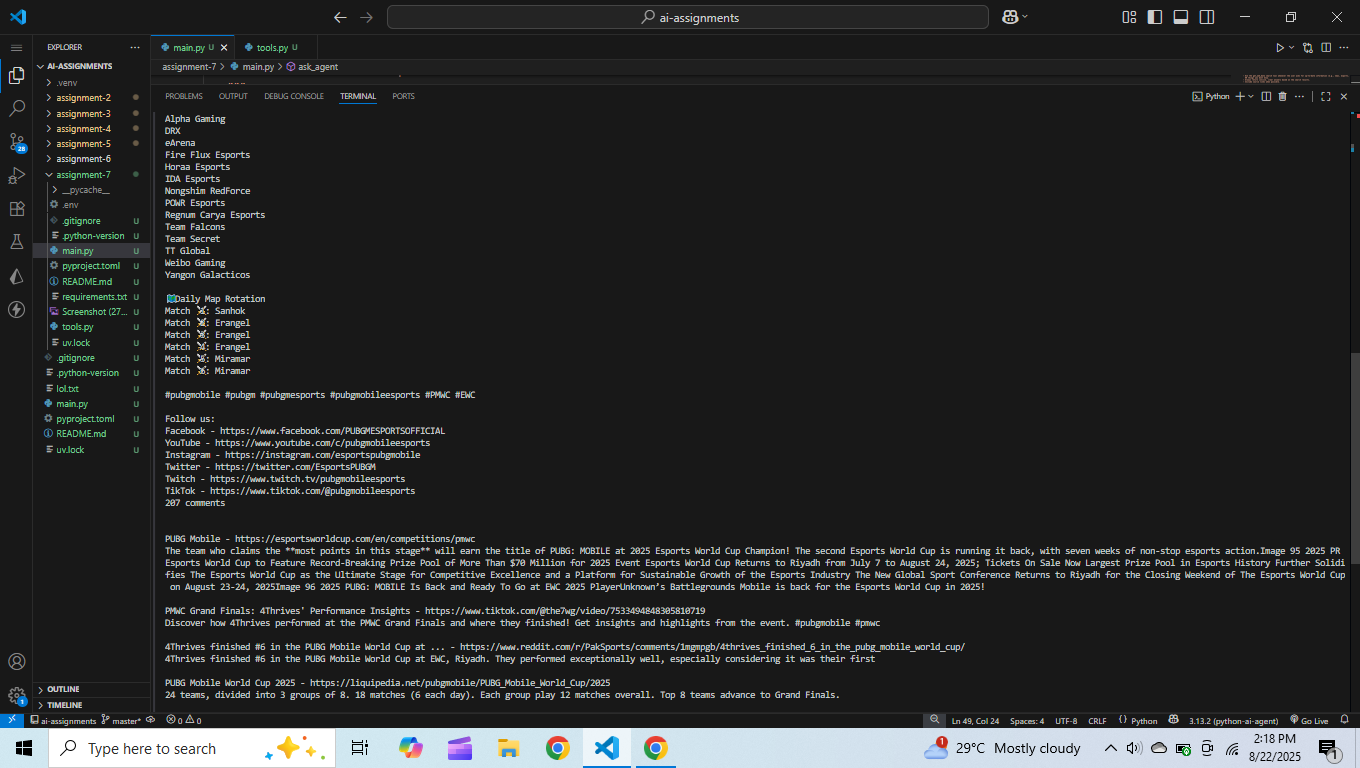 ai-assignments
EXPLORER
main.py U
tools.py U
AI-ASSIGNMENTS
assignment-7 > main.py > ask_agent
.venv
assignment-2
assignment-3
assignment-4
assignment-5
assignment-6
assignment-7
__pycache__
.env
.gitignore U
.python-version U
main.py U
pyproject.toml U
README.md U
requirements.txt U
Screenshot (27... U
tools.py U
uv.lock U
.gitignore U
.python-version U
lol.txt U
main.py U
pyproject.toml U
README.md U
uv.lock U
OUTLINE
TIMELINE
28
1
PROBLEMS OUTPUT DEBUG CONSOLE TERMINAL PORTS
Python
Alpha Gaming
DRX
eArena
Fire Flux Esports
Horaa Esports
IDA Esports
Nongshim RedForce
POWR Esports
Regnum Carya Esports
Team Falcons
Team Secret
TT Global
Weibo Gaming
Yangon Galacticos
Daily Map Rotation
Match : Sanhok
Match : Erangel
Match : Erangel
Match : Erangel
Match : Miramar
Match : Miramar
#pubgmobile #pubgm #pubgmesports #pubgmobileesports #PMWC #EWC
Follow us:
Facebook - https://www.facebook.com/PUBGMESPORTSOFFICIAL
YouTube - https://www.youtube.com/c/pubgmobileesports
Instagram - https://instagram.com/esportspubgmobile
Twitter - https://twitter.com/EsportsPUBGM
Twitch - https://www.twitch.tv/pubgmobileesports
TikTok - https://www.tiktok.com/@pubgmobileesports
207 comments
PUBG Mobile - https://esportsworldcup.com/en/competitions/pmwc
The team who claims the **most points in this stage** will earn the title of PUBG: MOBILE at 2025 Esports World Cup Champion! The second Esports World Cup is running it back, with seven weeks of non-stop esports action.Image 95 2025 PR
Esports World Cup to Feature Record-Breaking Prize Pool of More Than $70 Million for 2025 Event Esports World Cup Returns to Riyadh from July 7 to August 24, 2025; Tickets On Sale Now Largest Prize Pool in Esports History Further Solidi
fies The Esports World Cup as the Ultimate Stage for Competitive Excellence and a Platform for Sustainable Growth of the Esports Industry The New Global Sport Conference Returns to Riyadh for the Closing Weekend of The Esports World Cup
on August 23-24, 2025Image 96 2025 PUBG: MOBILE Is Back and Ready To Go at EWC 2025 PlayerUnknown’s Battlegrounds Mobile is back for the Esports World Cup in 2025!
PMWC Grand Finals: 4Thrives' Performance Insights - https://www.tiktok.com/@the7wg/video/7533494848305810719
Discover how 4Thrives performed at the PMWC Grand Finals and where they finished! Get insights and highlights from the event. #pubgmobile #pmwc
4Thrives finished #6 in the PUBG Mobile World Cup at ... - https://www.reddit.com/r/PakSports/comments/1mgmpgb/4thrives_finished_6_in_the_pubg_mobile_world_cup/
4Thrives finished #6 in the PUBG Mobile World Cup at EWC, Riyadh. They performed exceptionally well, especially considering it was their first
PUBG Mobile World Cup 2025 - https://liquipedia.net/pubgmobile/PUBG_Mobile_World_Cup/2025
24 teams, divided into 3 groups of 8. 18 matches (6 each day). Each group play 12 matches overall. Top 8 teams advance to Grand Finals.
ai-assignments master* 0 0 Ln 49, Col 24 Spaces: 4 UTF-8 CRLF Python 3.13.2 (python-ai-agent) Go Live
Type here to search
1 29°C Mostly cloudy
2:18 PM
8/22/2025
1